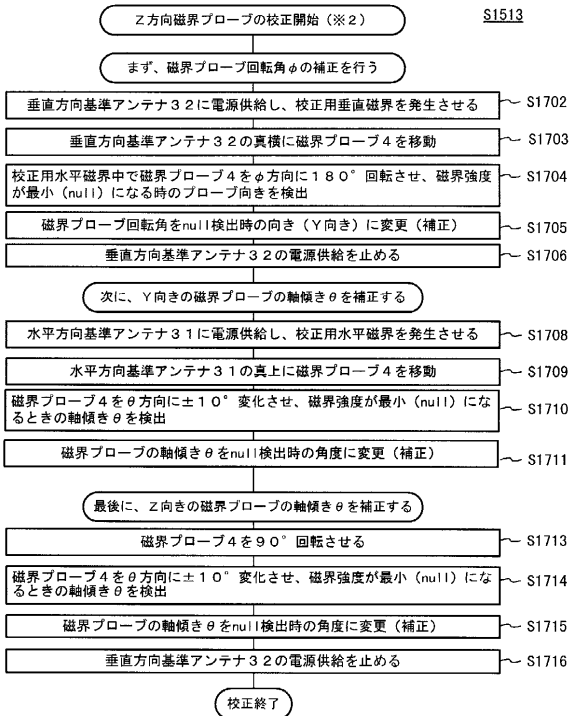 Z方向磁界プローブの校正開始(※2)
S1513
まず、磁界プローブ回転角φの補正を行う
垂直方向基準アンテナ32に電源供給し、校正用垂直磁界を発生させる
S1702
垂直方向基準アンテナ32の真横に磁界プローブ4を移動
S1703
校正用水平磁界中で磁界プローブ4をφ方向に180°回転させ、磁界強度
が最小(null)になる時のプローブ向きを検出
S1704
磁界プローブ回転角をnull検出時の向き(Y向き)に変更(補正)
S1705
垂直方向基準アンテナ32の電源供給を止める
S1706
次に、Y向きの磁界プローブの軸傾きθを補正する
水平方向基準アンテナ31に電源供給し、校正用水平磁界を発生させる
S1708
水平方向基準アンテナ31の真上に磁界プローブ4を移動
S1709
磁界プローブ4をθ方向に±10°変化させ、磁界強度が最小(null)にな
るときの軸傾きθを検出
S1710
磁界プローブの軸傾きθをnull検出時の角度に変更(補正)
S1711
最後に、Z向きの磁界プローブの軸傾きθを補正する
磁界プローブ4を90°回転させる
S1713
磁界プローブ4をθ方向に±10°変化させ、磁界強度が最小(null)にな
るときの軸傾きθを検出
S1714
磁界プローブの軸傾きθをnull検出時の角度に変更(補正)
S1715
垂直方向基準アンテナ32の電源供給を止める
S1716
校正終了